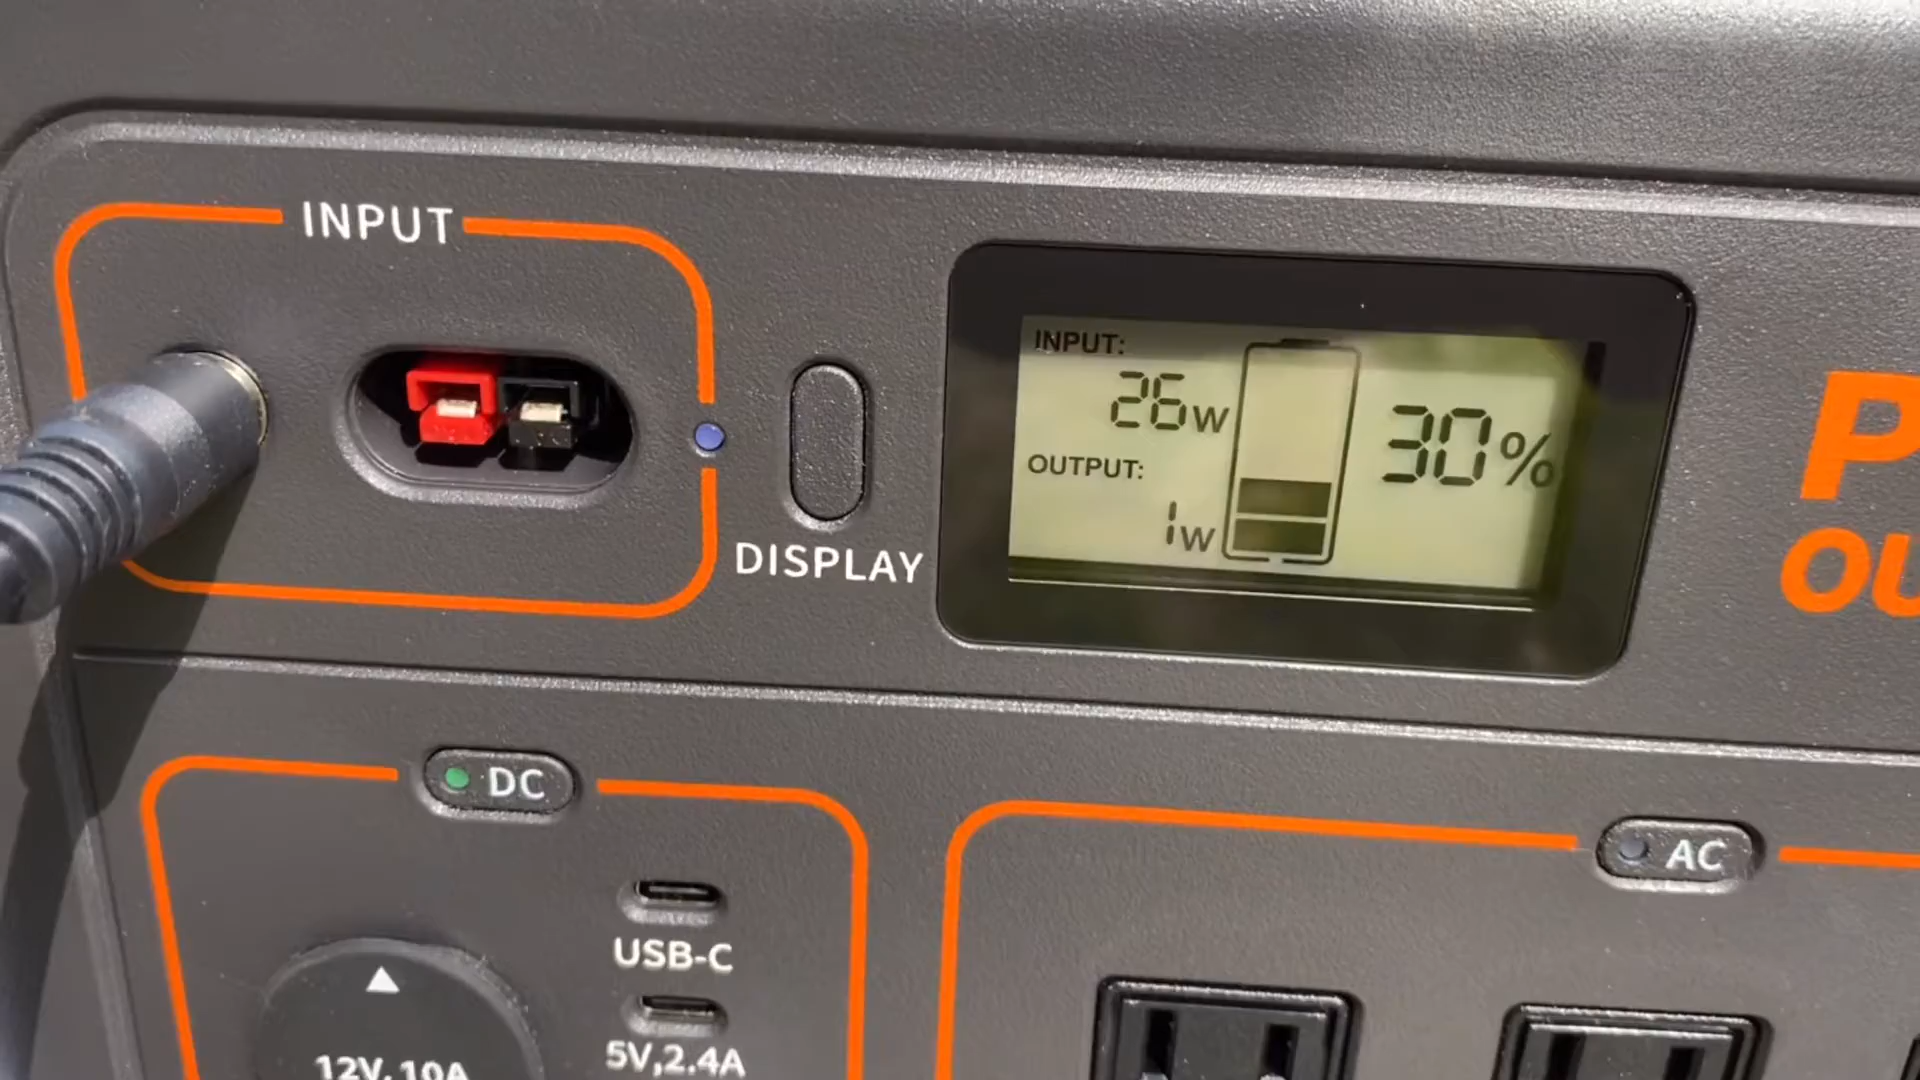 INPUT
INPUT:
26W
30%
OUTPUT:
1W
DISPLAY
DC
AC
USB-C
5V,2.4A
12V, 10A